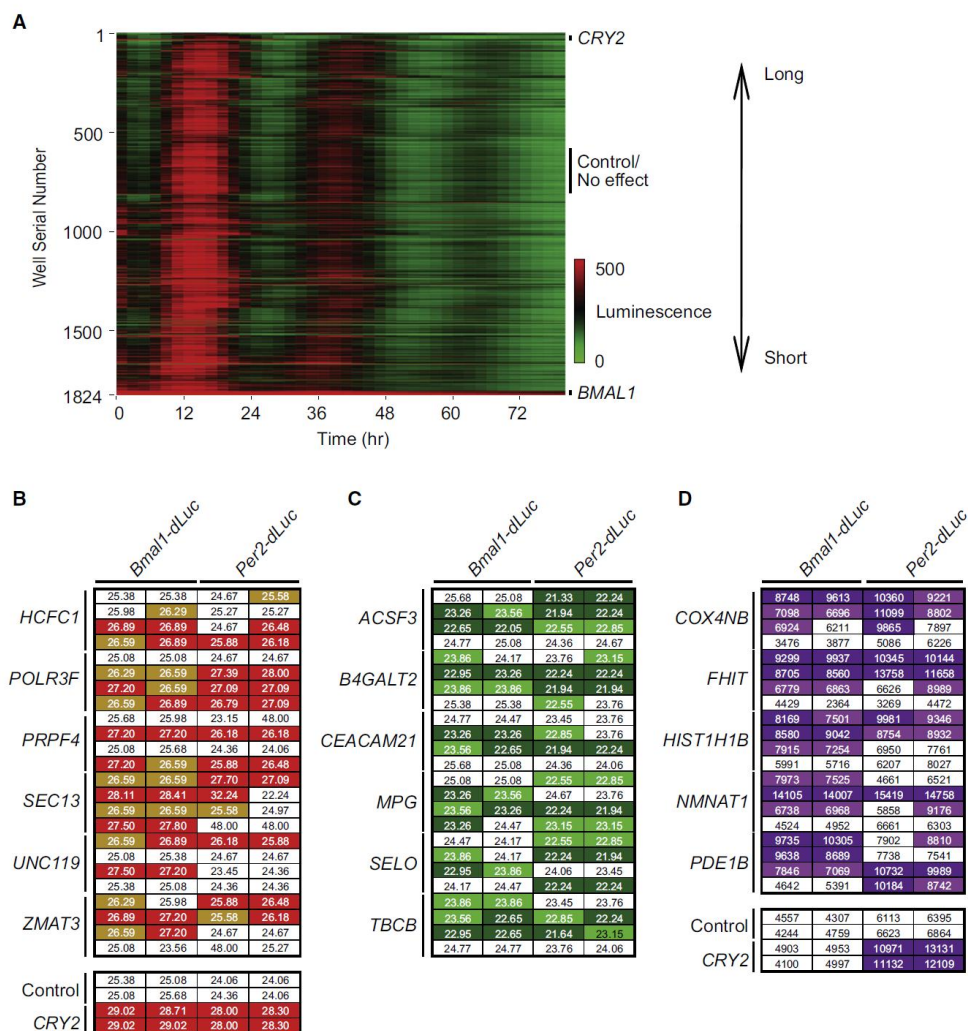 A
1
500
1000
1500
1824
Well Serial Number
0 12 24 36 48 60 72
Time (hr)
CRY2
Control/
No effect
500
Luminescence
0
BMAL1
Long
Short
B
Bmal1-dLuc Per2-dLuc
HCFC1
25.38 25.38 24.67 25.58
25.98 26.29 25.27 25.27
26.89 26.89 24.67 26.48
26.59 26.89 25.88 26.18
POLR3F
25.08 25.08 24.67 24.67
26.29 26.59 27.39 28.00
27.20 26.59 27.09 27.09
26.59 26.89 26.79 27.09
PRPF4
25.68 25.98 23.15 48.00
27.20 27.20 26.18 26.18
25.08 25.68 24.36 24.06
27.20 26.59 25.88 26.48
SEC13
26.59 26.59 27.70 27.09
28.11 28.41 32.24 22.24
26.59 26.59 25.58 24.97
27.50 27.80 48.00 48.00
UNC119
26.59 26.89 26.18 25.88
25.08 25.38 24.67 24.67
27.20 27.20 23.45 24.36
25.38 25.08 24.36 24.36
ZMAT3
26.29 25.98 25.88 26.48
26.89 27.20 25.58 26.18
26.59 27.20 24.67 24.67
25.08 23.56 48.00 25.27
Control
25.38 25.08 24.06 24.06
25.08 25.68 24.36 24.06
CRY2
29.02 28.71 28.00 28.30
29.02 29.02 28.00 28.30
C
Bmal1-dLuc Per2-dLuc
ACSF3
25.68 25.08 21.33 22.24
23.26 23.56 21.94 22.24
22.65 22.05 22.55 22.85
24.77 25.08 24.36 24.67
B4GALT2
23.86 24.17 23.76 23.15
22.95 23.26 22.24 22.24
23.86 23.86 21.94 21.94
25.38 25.38 22.55 23.76
CEACAM21
24.77 24.47 23.45 23.76
23.26 23.26 22.85 23.76
23.56 22.65 21.94 22.24
24.77 24.47 24.36 24.06
MPG
25.08 25.08 22.55 22.85
23.26 23.56 24.67 23.76
23.56 23.26 22.24 21.94
23.26 24.47 23.15 23.15
SELO
24.47 24.17 22.55 22.85
23.86 24.17 22.24 21.94
22.95 23.86 24.06 23.45
24.17 24.47 22.24 22.24
TBCB
23.86 23.86 23.45 23.76
23.56 22.65 22.85 22.24
22.95 22.65 21.64 23.15
24.77 24.77 23.76 24.06
D
Bmal1-dLuc Per2-dLuc
COX4NB
8748 9613 10360 9221
7098 6696 11099 8802
6924 6211 9865 7897
3476 3877 5086 6226
FHIT
9299 9937 10345 10144
8705 8560 13758 11658
6779 6863 6626 8989
4429 2364 3269 4472
HIST1H1B
8169 7501 9981 9346
8580 9042 8754 8932
7915 7254 6950 7761
5991 5716 6207 8027
NMNAT1
7973 7525 4661 6521
14105 14007 15419 14758
6738 6968 5858 9176
4524 4952 6661 6303
PDE1B
9735 10305 7902 8810
9638 8689 7738 7541
7846 7069 10732 9989
4642 5391 10184 8742
Control
4557 4307 6113 6395
4244 4759 6623 6864
CRY2
4903 4953 10971 13131
4100 4997 11132 12109